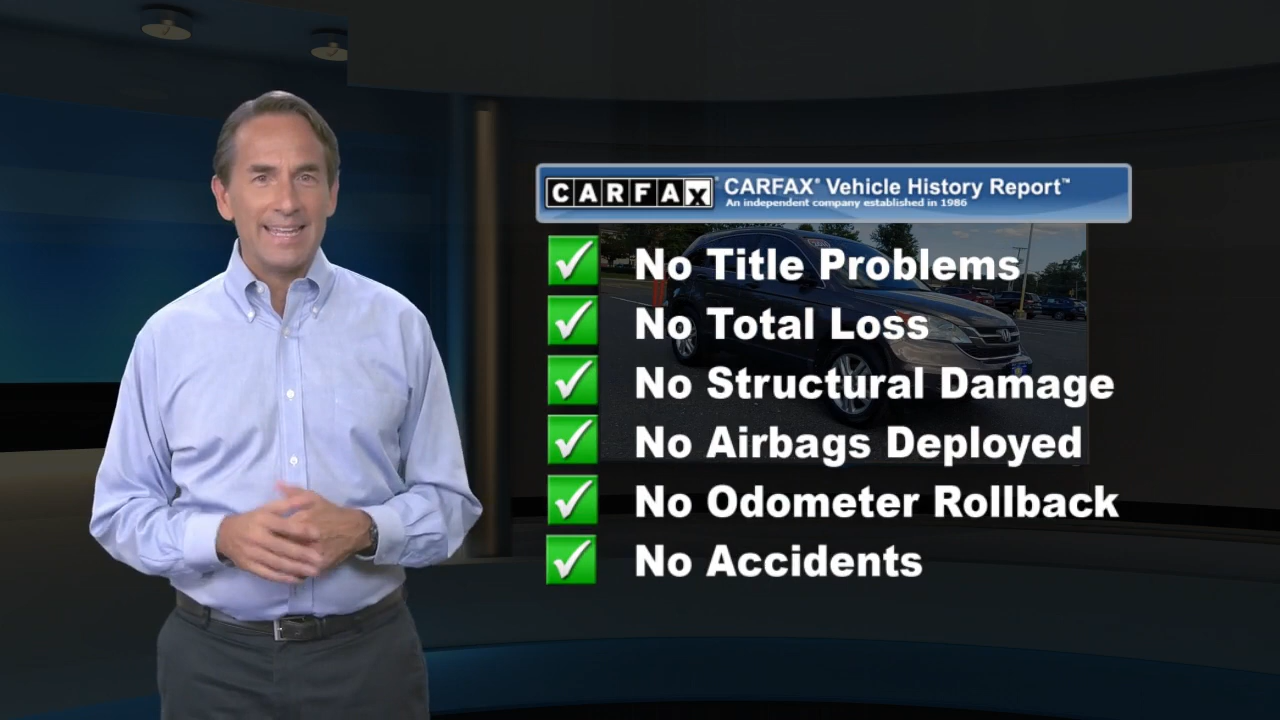 CARFAX
CARFAX® Vehicle History Report™
An independent company established in 1986
No Title Problems
No Total Loss
No Structural Damage
No Airbags Deployed
No Odometer Rollback
No Accidents